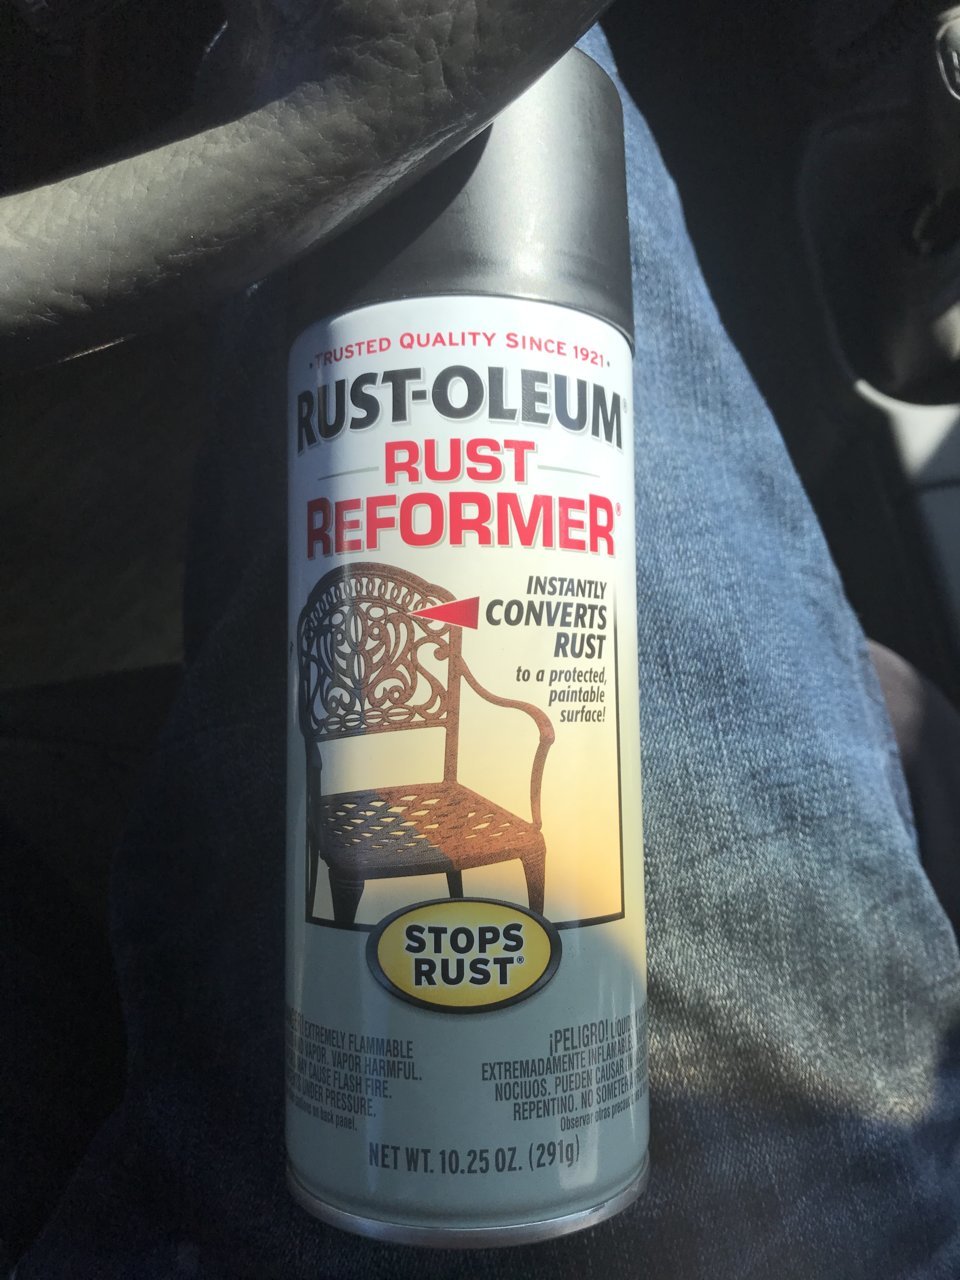 • TRUSTED QUALITY SINCE 1921 •
RUST-OLEUM®
RUST
REFORMER®
INSTANTLY
CONVERTS
RUST
to a protected,
paintable
surface!
STOPS
RUST®
EXTREMELY FLAMMABLE
VAPOR. VAPOR HARMFUL.
CAUSE FLASH FIRE.
UNDER PRESSURE.
on back panel.
¡PELIGRO!
EXTREMADAMENTE
NOCIVOS. PUEDEN CAUSAR
REPENTINO. NO
Observar otras
NET WT. 10.25 OZ. (291g)